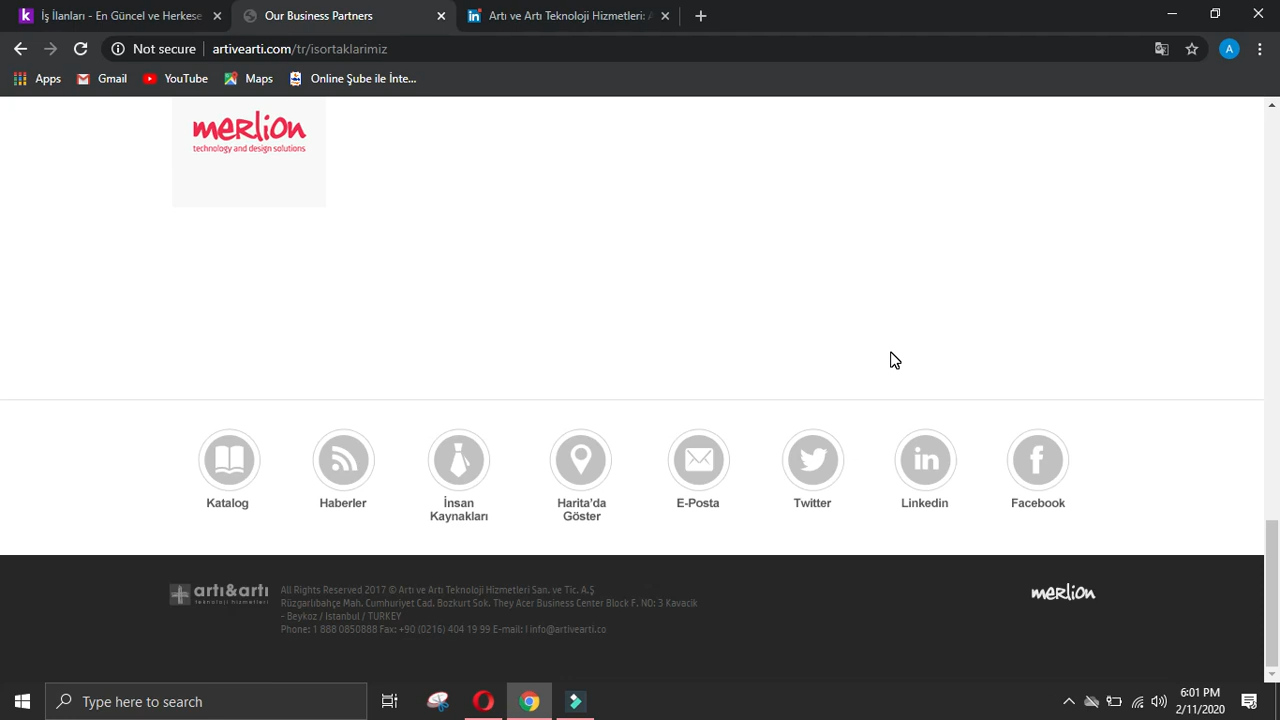 İş İlanları - En Güncel ve Herkese
Our Business Partners
Artı ve Artı Teknoloji Hizmetleri: A
Not secure
artivearti.com/tr/isortaklarimiz
A
Apps
Gmail
YouTube
Maps
Online Şube ile İnte...
merlion
technology and design solutions
Katalog
Haberler
İnsan
Kaynakları
Harita'da
Göster
E-Posta
Twitter
Linkedin
Facebook
artı&artı
teknoloji hizmetleri
All Rights Reserved 2017 © Artı ve Artı Teknoloji Hizmetleri San. ve Tic. A.Ş
Rüzgarlıbahçe Mah. Cumhuriyet Cad. Bozkurt Sok. They Acer Business Center Block F. NO: 3 Kavacik
- Beykoz / Istanbul / TURKEY
Phone: 1 888 0850888 Fax: +90 (0216) 404 19 99 E-mail: I info@artivearti.co
merlion
Type here to search
6:01 PM
2/11/2020